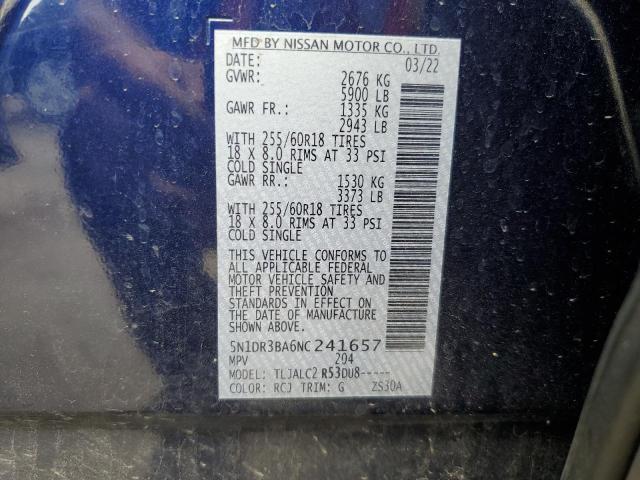 MFD BY NISSAN MOTOR CO., LTD.
DATE: 03/22
GVWR: 2676 KG
5900 LB
GAWR FR.: 1335 KG
2943 LB
WITH 255/60R18 TIRES
18 X 8.0 RIMS AT 33 PSI
COLD SINGLE
GAWR RR.: 1530 KG
3373 LB
WITH 255/60R18 TIRES
18 X 8.0 RIMS AT 33 PSI
COLD SINGLE
THIS VEHICLE CONFORMS TO
ALL APPLICABLE FEDERAL
MOTOR VEHICLE SAFETY AND
THEFT PREVENTION
STANDARDS IN EFFECT ON THE
DATE OF MANUFACTURE
SHOWN ABOVE.
5N1DR3BA6NC241657
MPV 204
MODEL: TLJALC2 R53DU8-----
COLOR: RCJ TRIM: G ZS30A